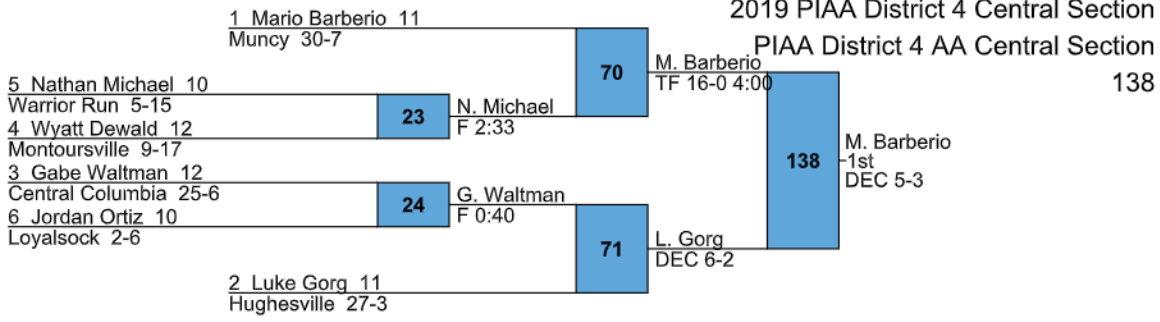 2019 PIAA District 4 Central Section
PIAA District 4 AA Central Section
138
1 Mario Barberio 11
Muncy 30-7
5 Nathan Michael 10
Warrior Run 5-15
4 Wyatt Dewald 12
Montoursville 9-17
3 Gabe Waltman 12
Central Columbia 25-6
6 Jordan Ortiz 10
Loyalsock 2-6
2 Luke Gorg 11
Hughesville 27-3
23
N. Michael
F 2:33
24
G. Waltman
F 0:40
70
M. Barberio
TF 16-0 4:00
71
L. Gorg
DEC 6-2
138
M. Barberio
1st
DEC 5-3